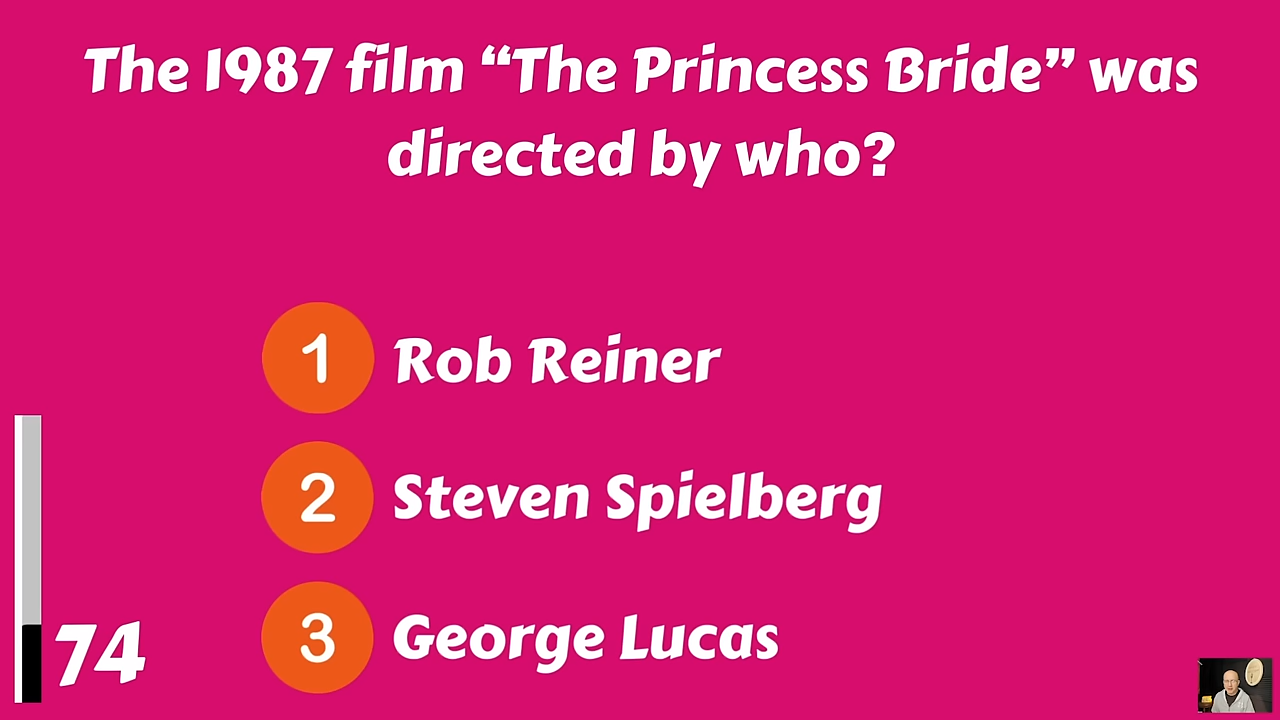 The 1987 film “The Princess Bride” was
directed by who?
1 Rob Reiner
2 Steven Spielberg
3 George Lucas
74